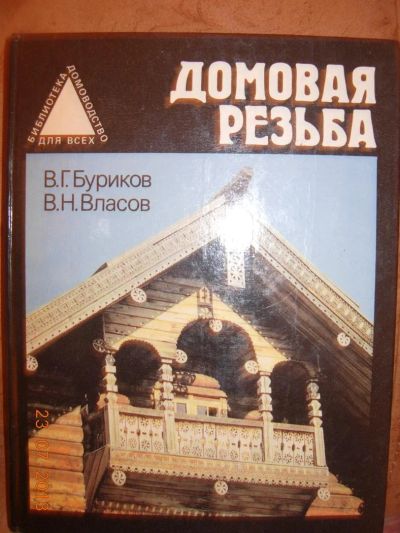 БИБЛИОТЕКА
ДОМОВОДСТВО
ДЛЯ ВСЕХ
ДОМОВАЯ
РЕЗЬБА
В.Г.Буриков
В.Н.Власов
23/07/2013